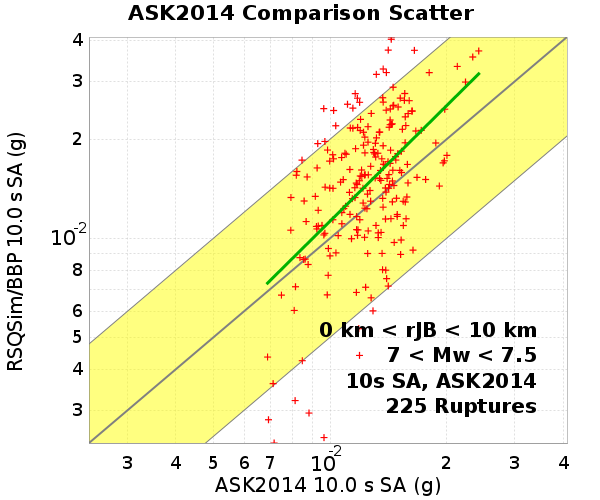 ASK2014 Comparison Scatter
RSQSim/BBP 10.0 s SA (g)
4
3
2
10-2
8
6
5
4
3
0 km < rJB < 10 km
7 < Mw < 7.5
10s SA, ASK2014
225 Ruptures
3 4 5 6 7 10-2 2 3 4
ASK2014 10.0 s SA (g)